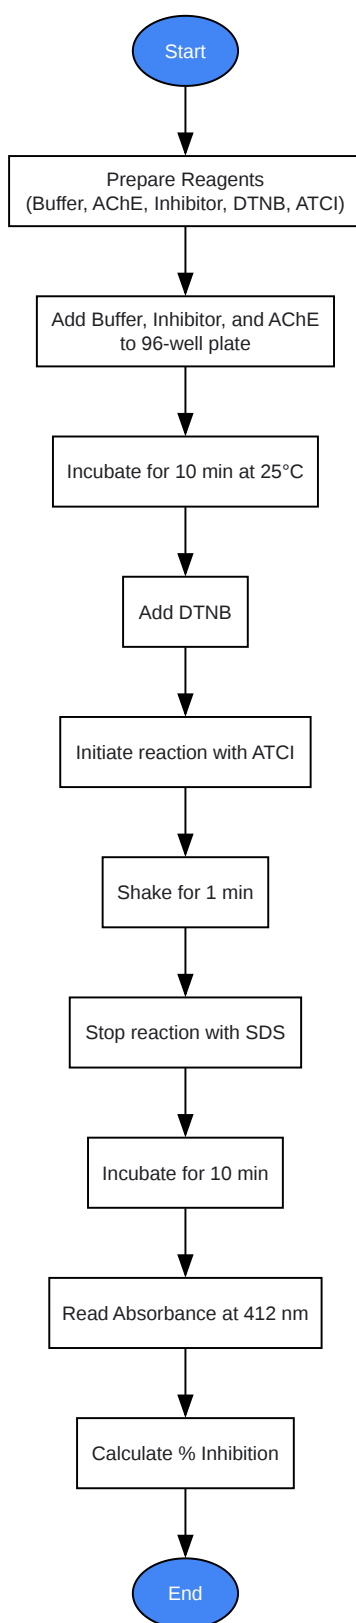 Start
Prepare Reagents
(Buffer, AChE, Inhibitor, DTNB, ATCI)
Add Buffer, Inhibitor, and AChE
to 96-well plate
Incubate for 10 min at 25°C
Add DTNB
Initiate reaction with ATCI
Shake for 1 min
Stop reaction with SDS
Incubate for 10 min
Read Absorbance at 412 nm
Calculate % Inhibition
End